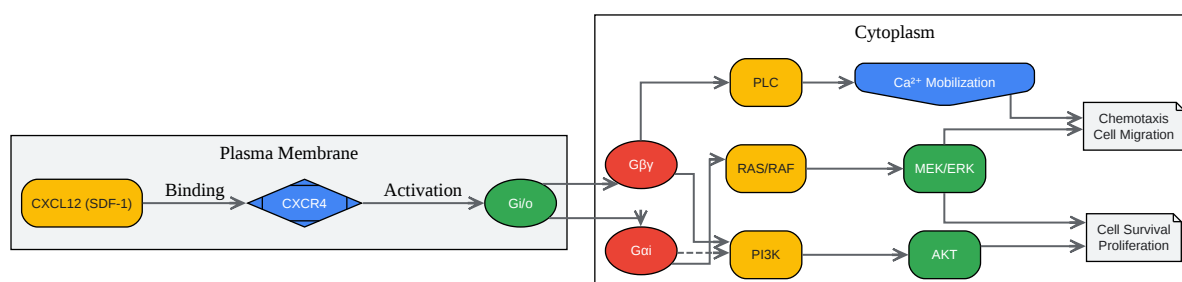 Cytoplasm
PLC
Ca²⁺ Mobilization
Chemotaxis
Cell Migration
Plasma Membrane
Gβγ
RAS/RAF
MEK/ERK
CXCL12 (SDF-1)
Binding
CXCR4
Activation
Gi/o
Cell Survival
Proliferation
Gαi
PI3K
AKT